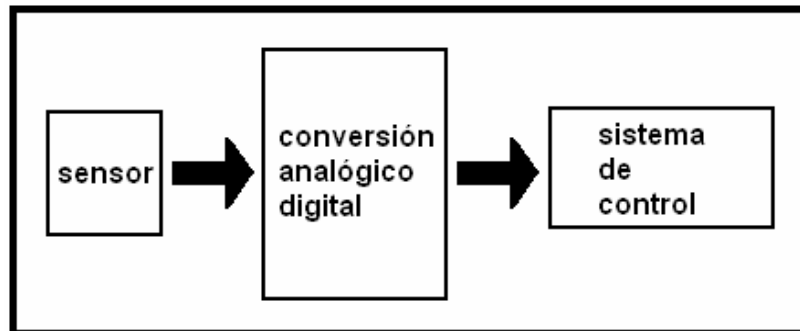 sensor
conversión
analógico
digital
sistema
de
control